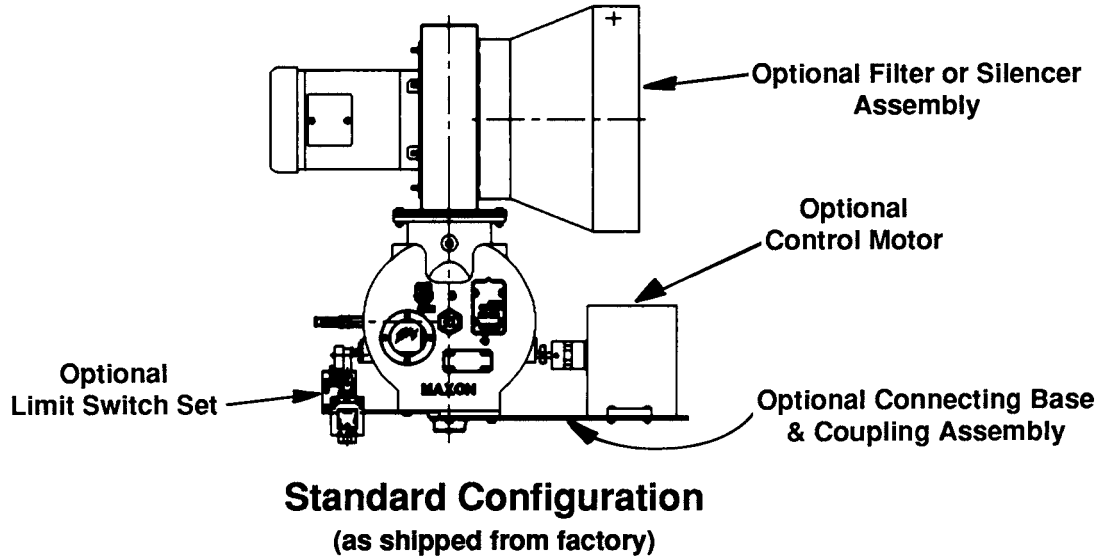 Optional Filter or Silencer
Assembly
Optional
Control Motor
Optional
Limit Switch Set
MAXON
Optional Connecting Base
& Coupling Assembly
Standard Configuration
(as shipped from factory)